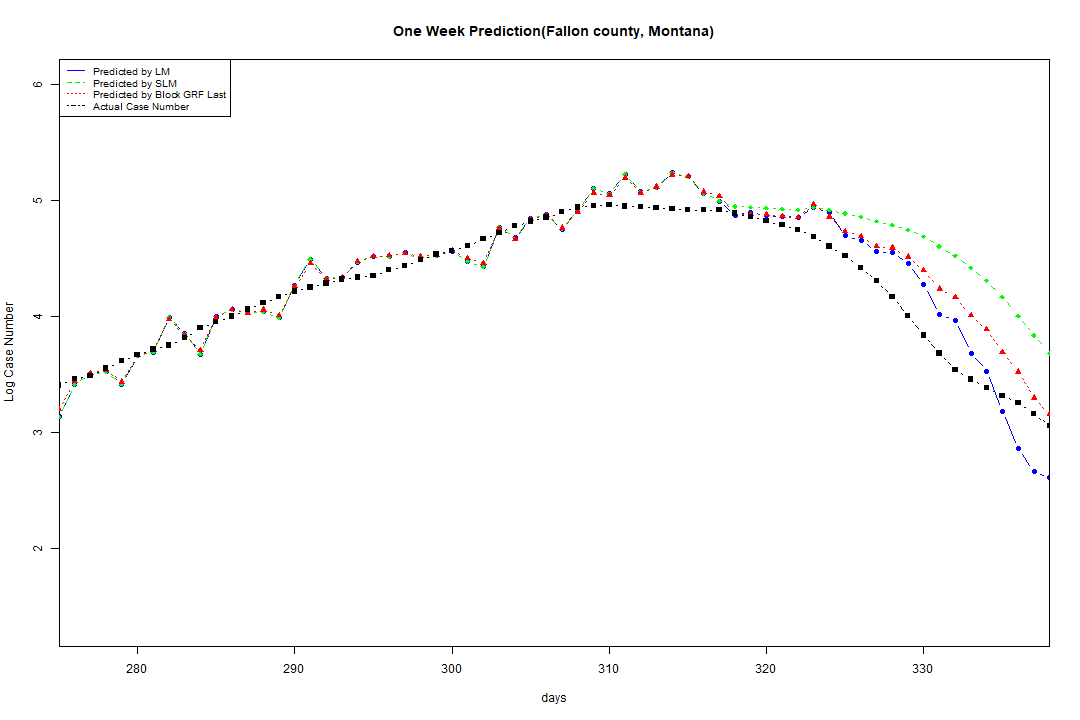 One Week Prediction(Fallon county, Montana)
Predicted by LM
Predicted by SLM
Predicted by Block GRF Last
Actual Case Number
6
5
4
3
2
Log Case Number
280
290
300
310
320
330
days